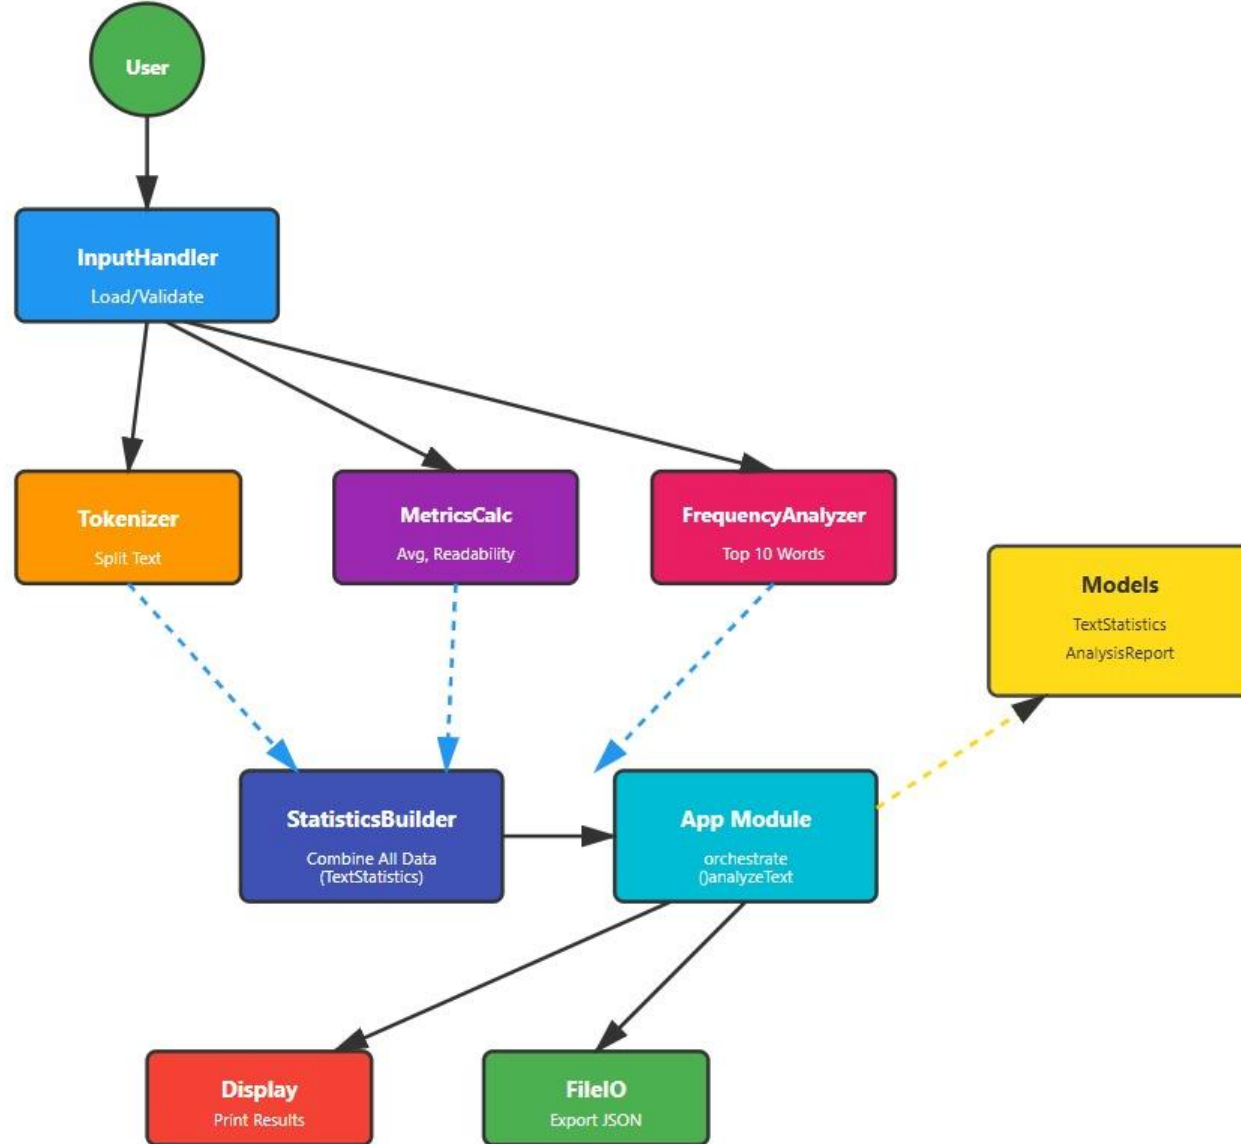 User
InputHandler
Load/Validate
Tokenizer
Split Text
MetricsCalc
Avg, Readability
FrequencyAnalyzer
Top 10 Words
Models
TextStatistics
AnalysisReport
StatisticsBuilder
Combine All Data
(TextStatistics)
App Module
orchestrate
()analyzeText
Display
Print Results
FileIO
Export JSON